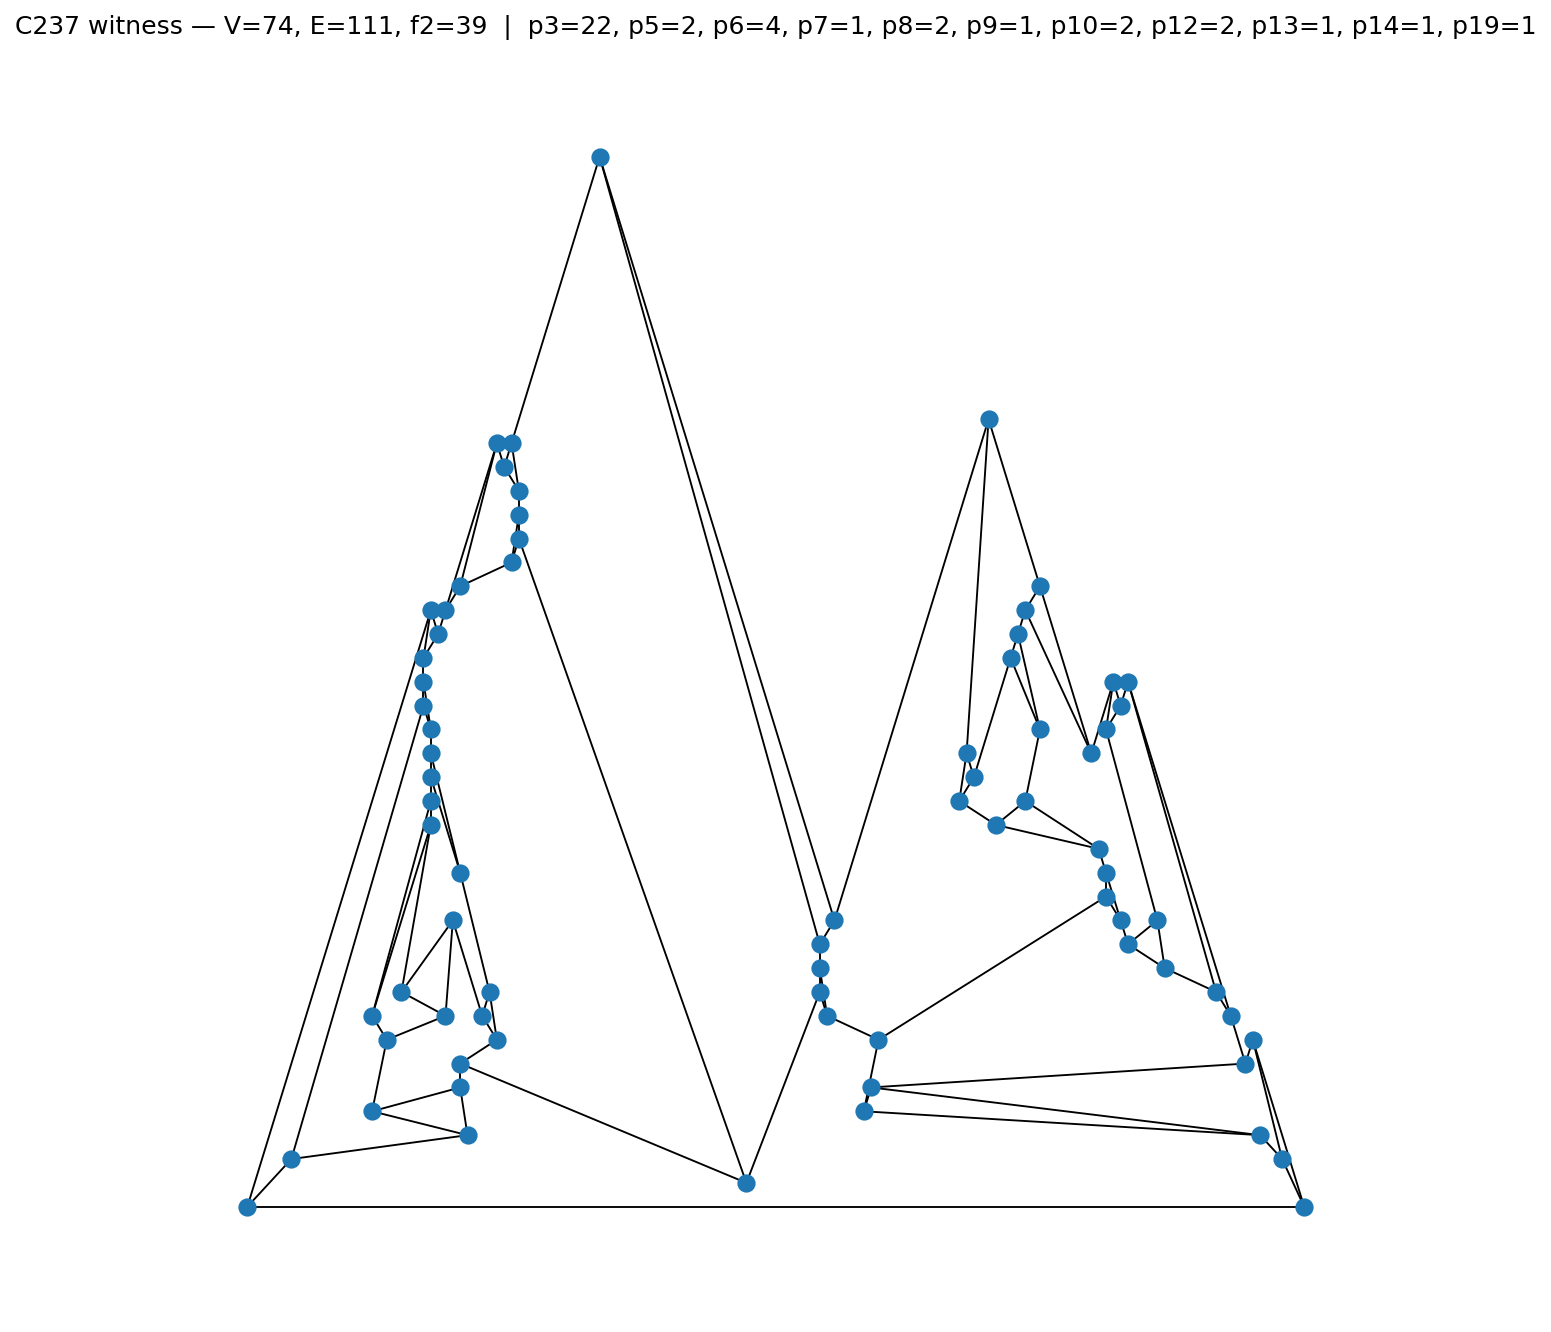 C237 witness — V=74, E=111, f2=39 | p3=22, p5=2, p6=4, p7=1, p8=2, p9=1, p10=2, p12=2, p13=1, p14=1, p19=1